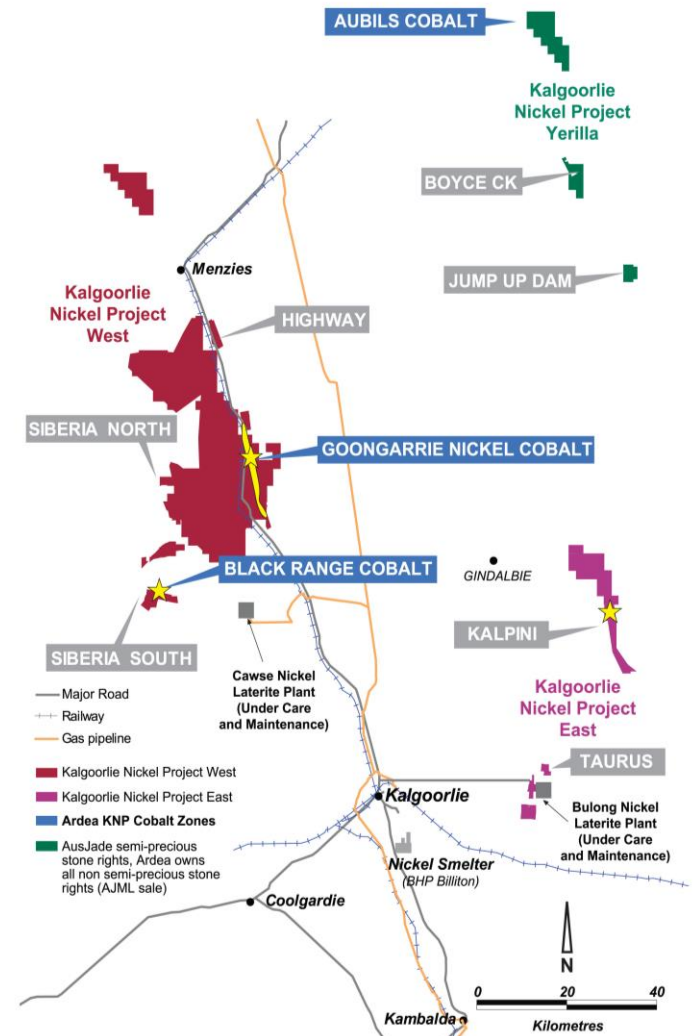 AUBILS COBALT
Kalgoorlie
Nickel Project
Yerilla
BOYCE CK
Menzies
JUMP UP DAM
Kalgoorlie
Nickel Project
West
HIGHWAY
SIBERIA NORTH
GOONGARRIE NICKEL COBALT
BLACK RANGE COBALT
GINDALBIE
KALPINI
SIBERIA SOUTH
Cawse Nickel
Laterite Plant
(Under Care
and Maintenance)
Kalgoorlie
Nickel Project
East
Major Road
Railway
Gas pipeline
Kalgoorlie Nickel Project West
Kalgoorlie Nickel Project East
Ardea KNP Cobalt Zones
AusJade semi-precious
stone rights, Ardea owns
all non semi-precious stone
rights (AJML sale)
TAURUS
Kalgoorlie
Bulong Nickel
Laterite Plant
(Under Care
and Maintenance)
Nickel Smelter
(BHP Billiton)
Coolgardie
N
0 20 40
Kilometres
Kambalda